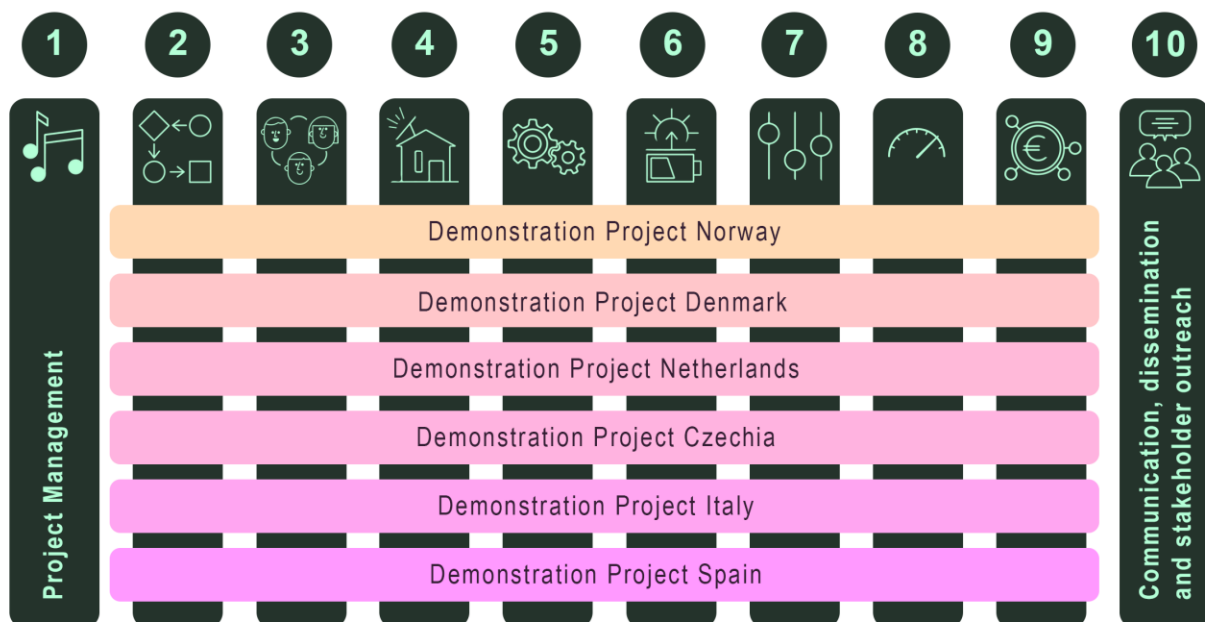 1 2 3 4 5 6 7 8 9 10
€
Project Management
Demonstration Project Norway
Demonstration Project Denmark
Demonstration Project Netherlands
Demonstration Project Czechia
Demonstration Project Italy
Demonstration Project Spain
Communication, dissemination
and stakeholder outreach